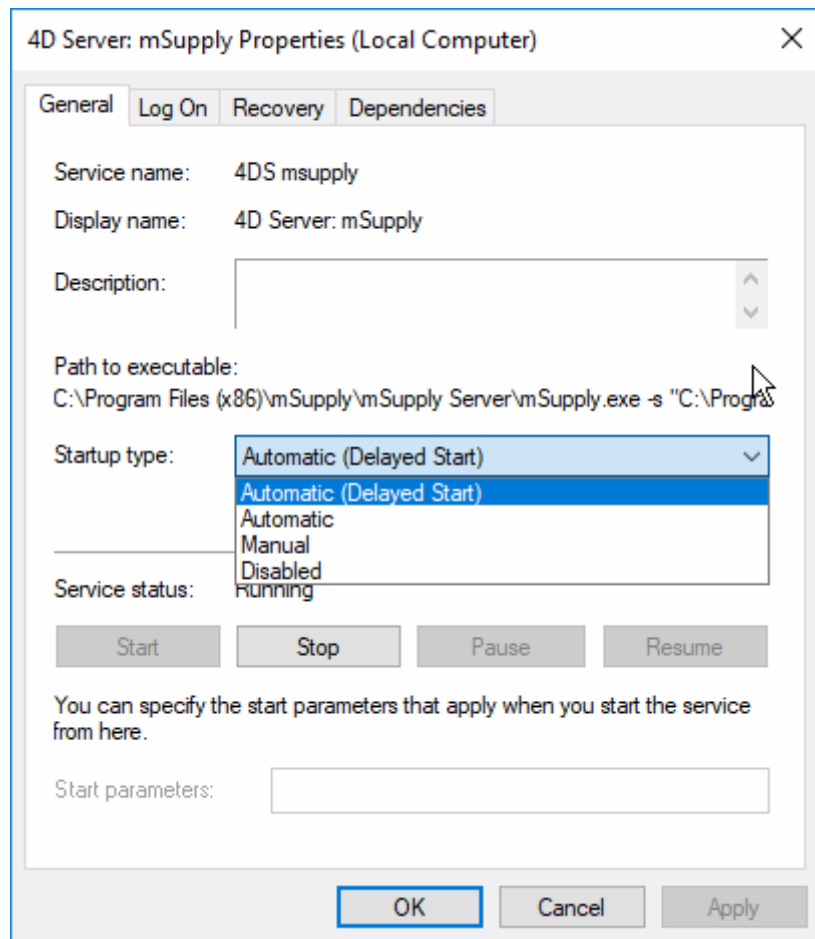 4D Server: mSupply Properties (Local Computer)
General Log On Recovery Dependencies
Service name: 4DS msupply
Display name: 4D Server: mSupply
Description:
Path to executable:
C:\Program Files (x86)\mSupply\mSupply Server\mSupply.exe -s "C:\Progra
Startup type: Automatic (Delayed Start)
Automatic (Delayed Start)
Automatic
Manual
Disabled
Service status: Running
Start Stop Pause Resume
You can specify the start parameters that apply when you start the service
from here.
Start parameters:
OK Cancel Apply